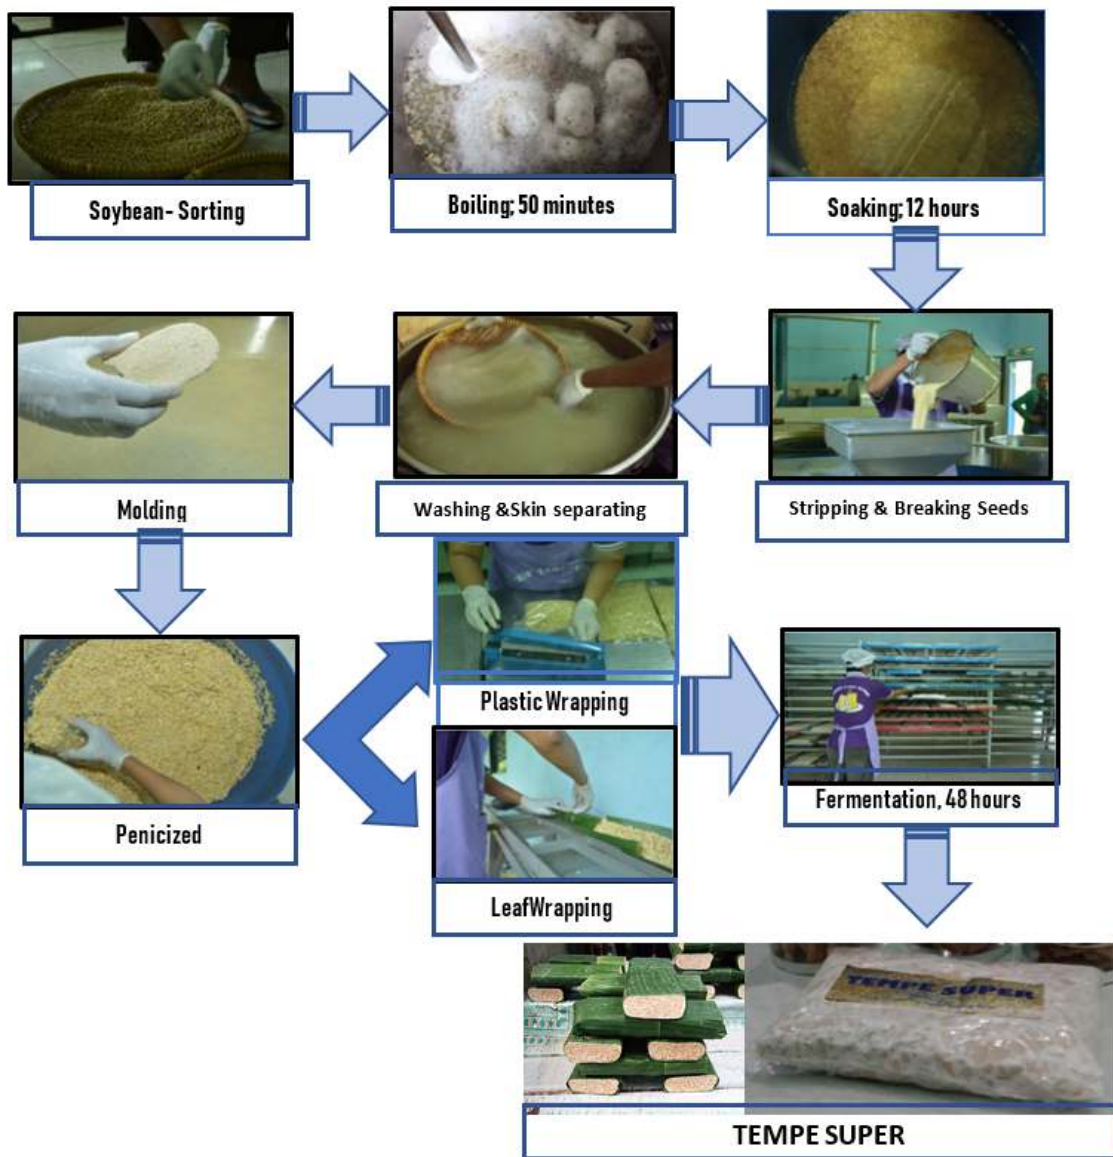 Soybean- Sorting
Boiling; 50 minutes
Soaking; 12 hours
Stripping & Breaking Seeds
Washing &Skin separating
Molding
Penicized
Plastic Wrapping
LeafWrapping
Fermentation, 48 hours
TEMPE SUPER
TEMPE SUPER